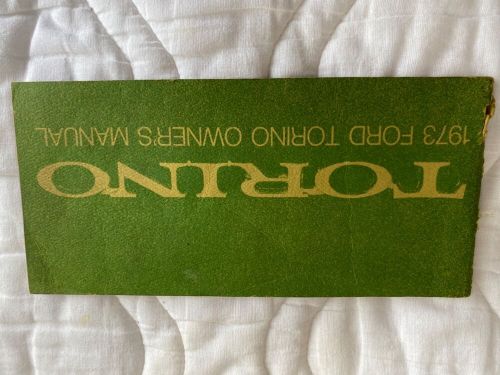 TORINO
1973 FORD TORINO OWNER'S MANUAL